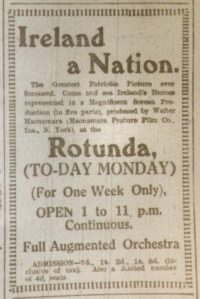 Ireland
a Nation.
The Greatest Patriotic Picture ever
Screened. Come and see Ireland's Heroes
represented in a Magnificent Screen Pro-
duction (in five parts), produced by Walter
Macnamara (Macnamara Feature Film Co.,
Inc., N. York), at the
Rotunda,
(TO-DAY MONDAY)
(For One Week Only),
OPEN 1 to 11, p.m.
Continuous.
Full Augmented Orchestra
ADMISSION—7d., 1s. 2d., 1s. 8d. (in-
clusive of tax). Also a limited number
of 4d. seats